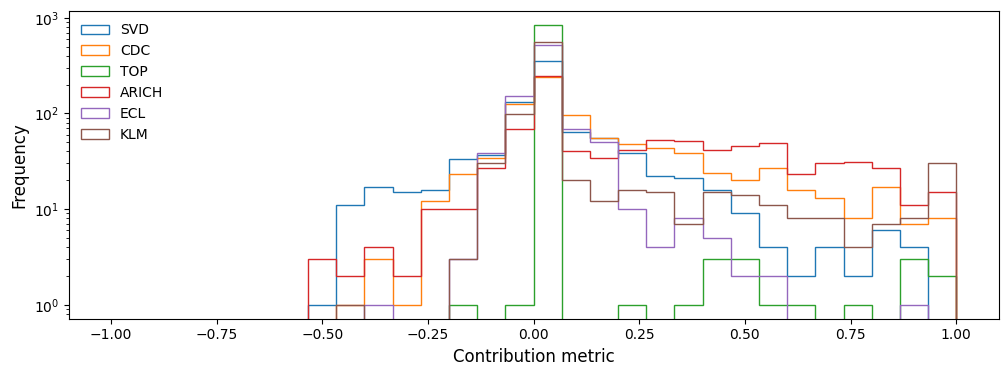 10³
10²
10¹
10⁰
Frequency
SVD
CDC
TOP
ARICH
ECL
KLM
−1.00 −0.75 −0.50 −0.25 0.00 0.25 0.50 0.75 1.00
Contribution metric